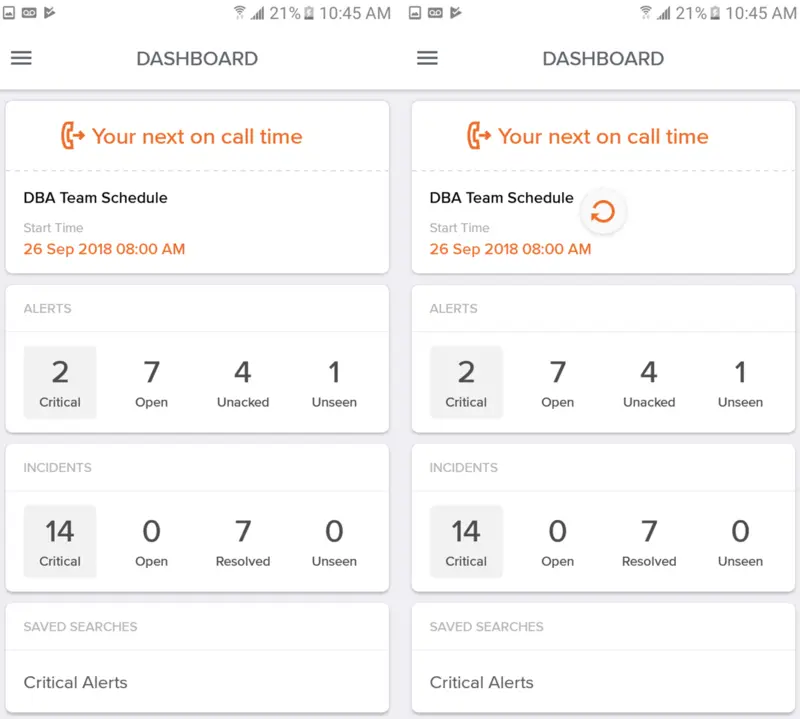 21% 10:45 AM
DASHBOARD
Your next on call time
DBA Team Schedule
Start Time
26 Sep 2018 08:00 AM
ALERTS
2 7 4 1
Critical Open Unacked Unseen
INCIDENTS
14 0 7 0
Critical Open Resolved Unseen
SAVED SEARCHES
Critical Alerts
21% 10:45 AM
DASHBOARD
Your next on call time
DBA Team Schedule
Start Time
26 Sep 2018 08:00 AM
ALERTS
2 7 4 1
Critical Open Unacked Unseen
INCIDENTS
14 0 7 0
Critical Open Resolved Unseen
SAVED SEARCHES
Critical Alerts